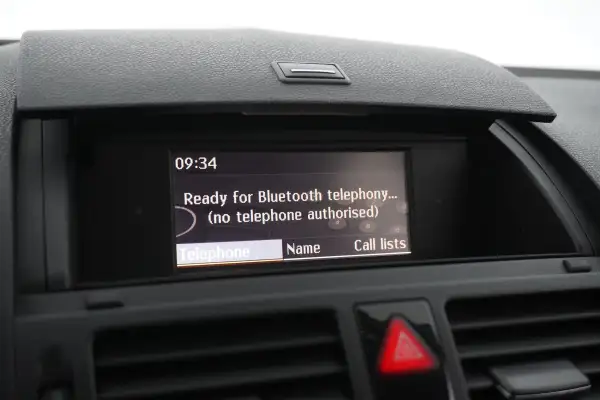 09:34
Ready for Bluetooth telephony...
(no telephone authorised)
Telephone Name Call lists